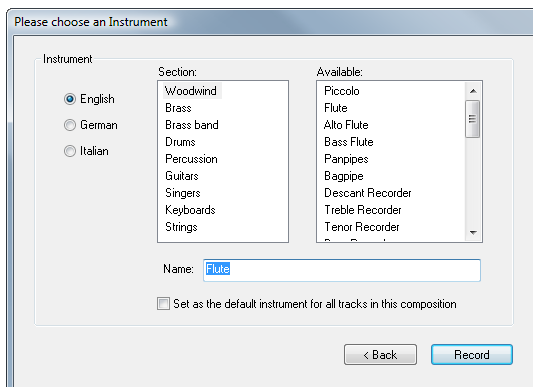 Please choose an Instrument
Instrument
English
German
Italian
Section:
Woodwind
Brass
Brass band
Drums
Percussion
Guitars
Singers
Keyboards
Strings
Available:
Piccolo
Flute
Alto Flute
Bass Flute
Panpipes
Bagpipe
Descant Recorder
Treble Recorder
Tenor Recorder
Name: Flute
Set as the default instrument for all tracks in this composition
< Back
Record